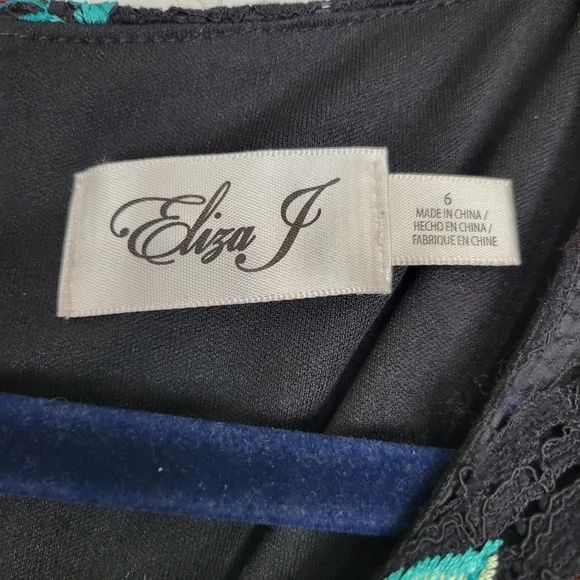 Eliza J
6
MADE IN CHINA /
HECHO EN CHINA /
FABRIQUE EN CHINE